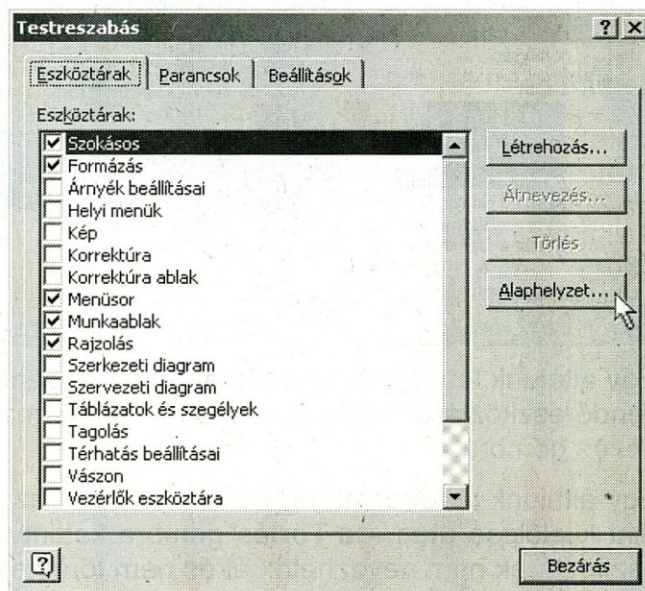 Testreszabás
Eszköztárak Parancsok Beállítások
Eszköztárak:
Szokásos
Formázás
Árnyék beállításai
Helyi menük
Kép
Korrektúra
Korrektúra ablak
Menüsor
Munkaablak
Rajzolás
Szerkezeti diagram
Szervezeti diagram
Táblázatok és szegélyek
Tagolás
Térhatás beállításai
Vászon
Vezérlők eszköztára
Létrehozás...
Átnevezés...
Törlés
Alaphelyzet...
Bezárás